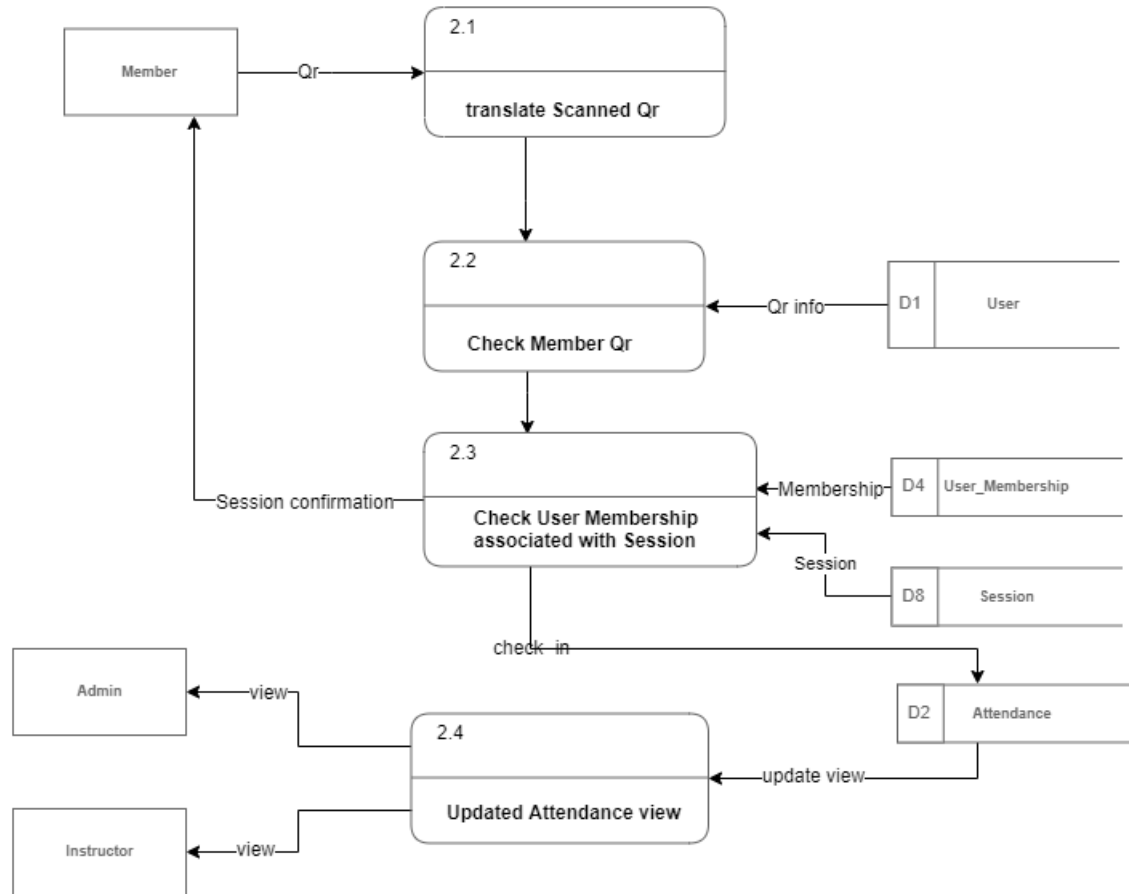 2.1
Member
Qr
translate Scanned Qr
2.2
D1
User
Qr info
Check Member Qr
2.3
Membership
D4
User_Membership
Session confirmation
Check User Membership
associated with Session
Session
D8
Session
check in
Admin
view
D2
Attendance
2.4
update view
Updated Attendance view
Instructor
view